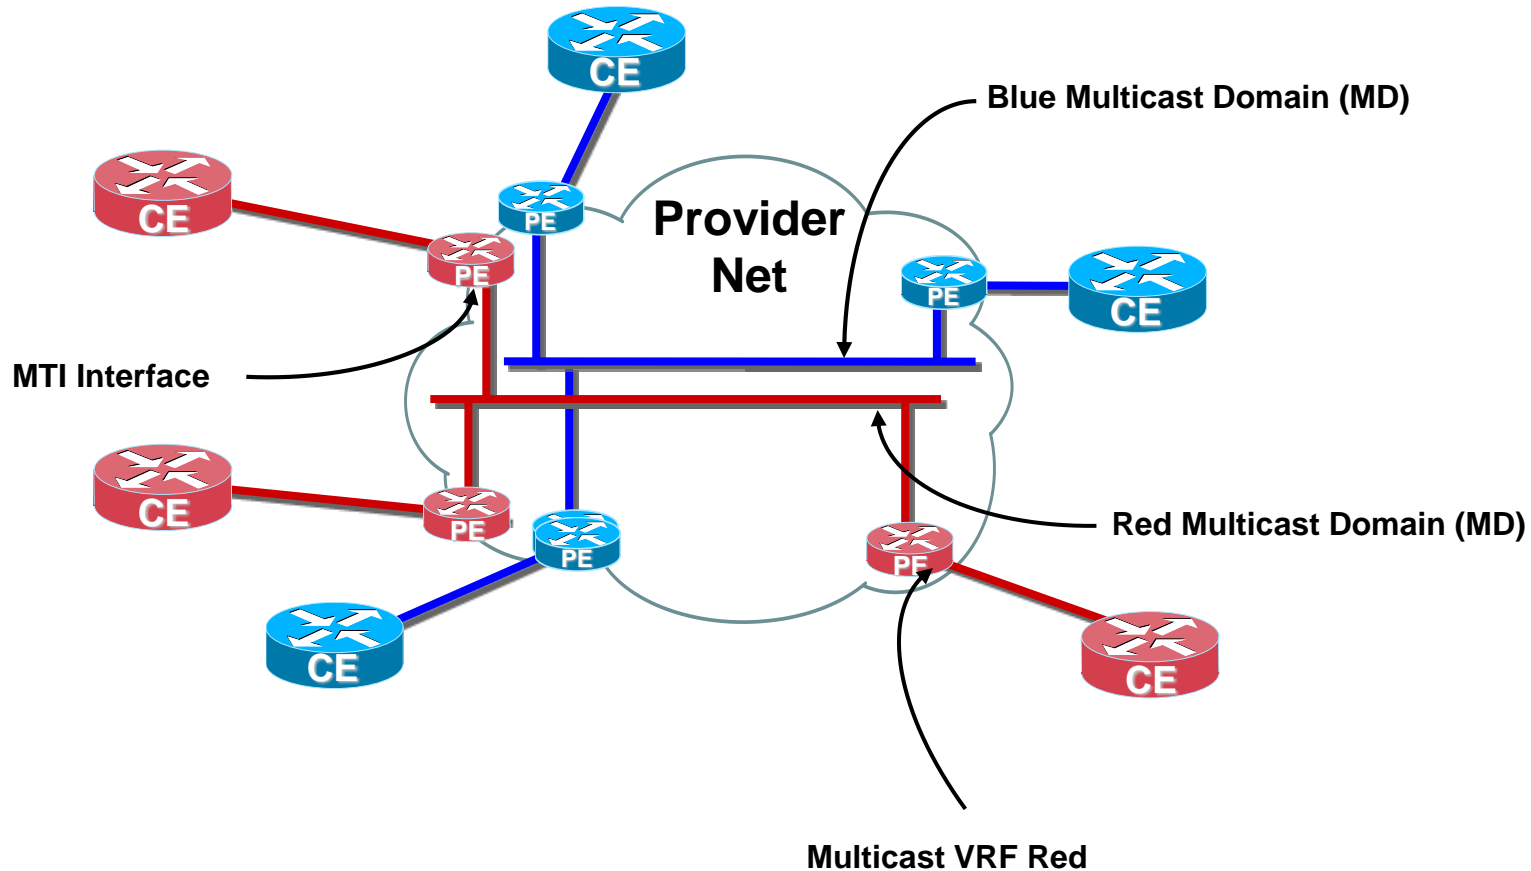 CE
Blue Multicast Domain (MD)
CE
PE
Provider
Net
PE
PE
CE
MTI Interface
CE
PE
Red Multicast Domain (MD)
PE
PE
CE
CE
Multicast VRF Red